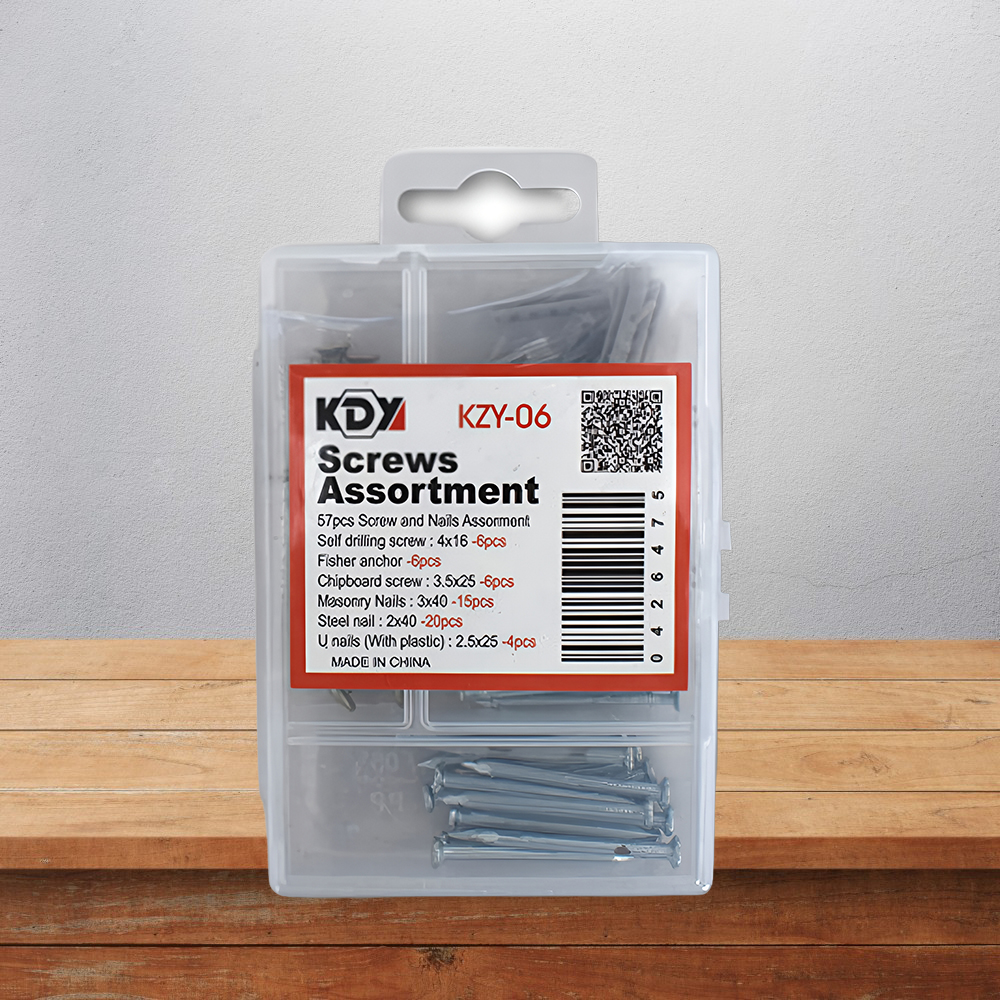 KDY
KZY-06
Screws
Assortment
57pcs Screw and Nails Assorment
Self drilling screw : 4x16 -6pcs
Fisher anchor -6pcs
Chipboard screw : 3.5x25 -6pcs
Masonry Nails : 3x40 -15pcs
Steel nail : 2x40 -20pcs
U nails (With plastic) : 2.5x25 -4pcs
MADE IN CHINA
0426475